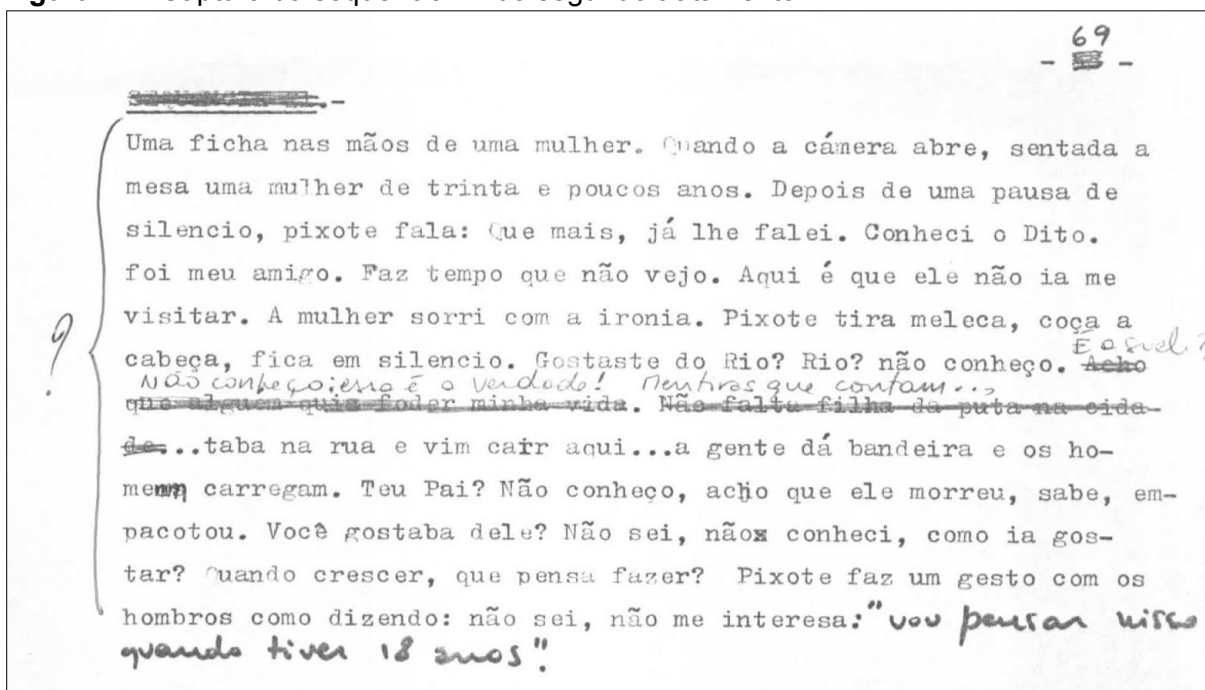 69
Uma ficha nas mãos de uma mulher. Quando a cámera abre, sentada a
mesa uma mulher de trinta e poucos anos. Depois de uma pausa de
silencio, pixote fala: Que mais, já lhe falei. Conheci o Dito.
foi meu amigo. Faz tempo que não vejo. Aqui é que ele não ia me
visitar. A mulher sorri com a ironia. Pixote tira meleca, coça a
?
cabeça, fica em silencio. Gostaste do Rio? Rio? não conheço. Acho
Não conheço; essa é a verdade! Mentiras que contam...
que alguem quis foder minha vida. Não falta filha da puta na cida-
de...taba na rua e vim cair aqui...a gente dá bandeira e os ho-
mem carregam. Teu Pai? Não conheço, acho que ele morreu, sabe, em-
pacotou. Você gostaba dele? Não sei, não conheci, como ia gos-
tar? Quando crescer, que pensa fazer? Pixote faz um gesto com os
hombros como dizendo: não sei, não me interesa: "vou pensar nisso
quando tiver 18 anos".